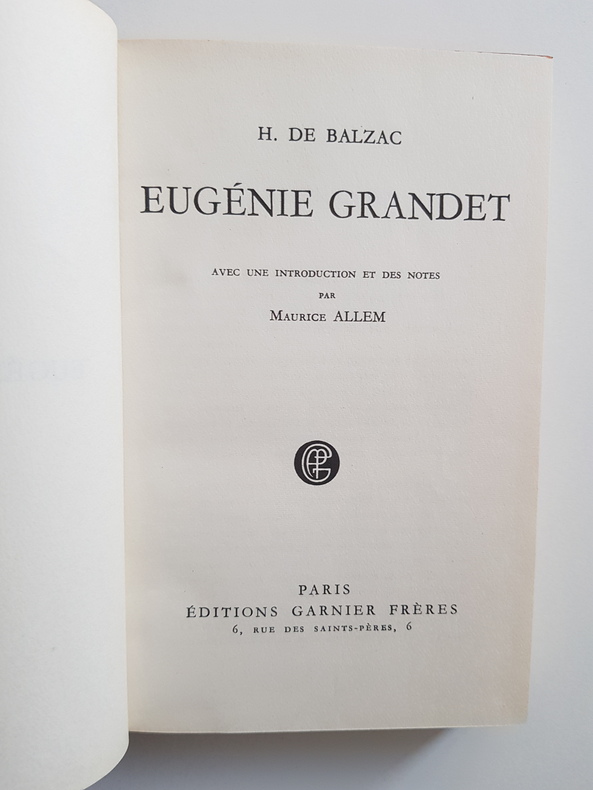 H. DE BALZAC
EUGÉNIE GRANDET
AVEC UNE INTRODUCTION ET DES NOTES
PAR
MAURICE ALLEM
PARIS
ÉDITIONS GARNIER FRÈRES
6, RUE DES SAINTS-PÈRES, 6